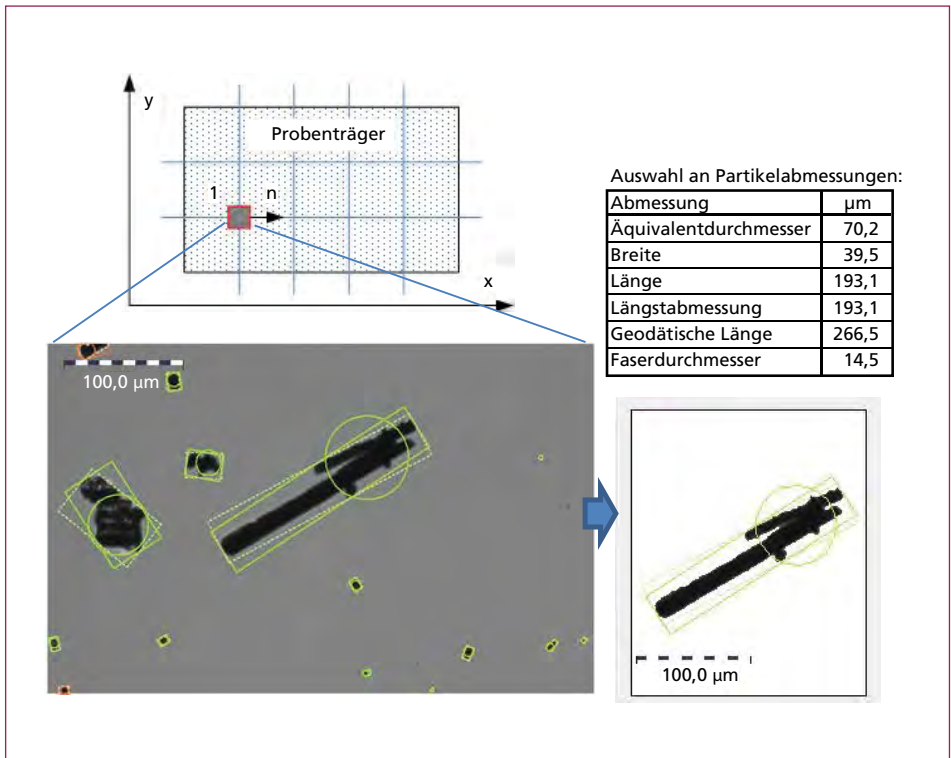 y
Probenträger
1 n
x
Auswahl an Partikelabmessungen:
Abmessung µm
Äquivalentdurchmesser 70,2
Breite 39,5
Länge 193,1
Längstabmessung 193,1
Geodätische Länge 266,5
Faserdurchmesser 14,5
100,0 µm
100,0 µm